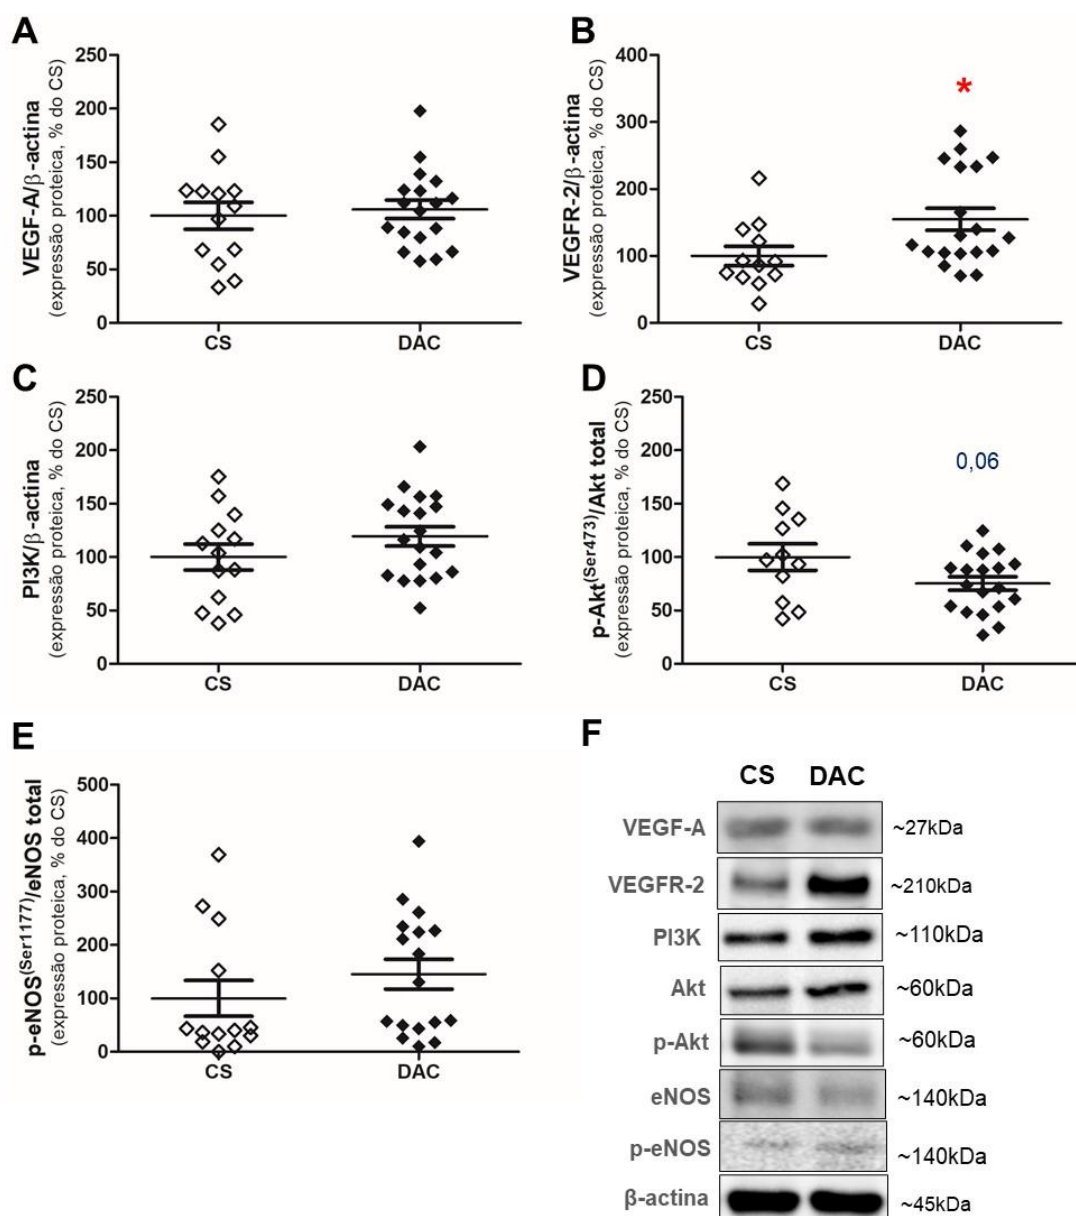 A
VEGF-A/β-actina
(expressão proteica, % do CS)
250
200
150
100
50
0
CS
DAC
B
VEGFR-2/β-actina
(expressão proteica, % do CS)
400
300
200
100
0
*
CS
DAC
C
PI3K/β-actina
(expressão proteica, % do CS)
250
200
150
100
50
0
CS
DAC
D
p-Akt(Ser473)/Akt total
(expressão proteica, % do CS)
250
200
150
100
50
0
0,06
CS
DAC
E
p-eNOS(Ser1177)/eNOS total
(expressão proteica, % do CS)
500
400
300
200
100
0
CS
DAC
F
CS DAC
VEGF-A ~27kDa
VEGFR-2 ~210kDa
PI3K ~110kDa
Akt ~60kDa
p-Akt ~60kDa
eNOS ~140kDa
p-eNOS ~140kDa
β-actina ~45kDa